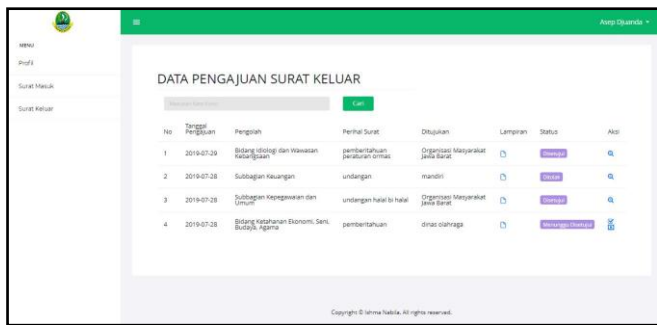 Asep Djuanda
MENU
Profil
Surat Masuk
Surat Keluar
DATA PENGAJUAN SURAT KELUAR
Cari
No Tanggal Pengajuan Pengolah Perihal Surat Ditujukan Lampiran Status Aksi
1 2019-07-29 Bidang Idiologi dan Wawasan Kebangsaan pemberitahuan peraturan ormas Organisasi Masyarakat Jawa Barat Disetujui
2 2019-07-28 Subbagian Keuangan undangan mandiri
3 2019-07-28 Subbagian Kepegawaian dan Umum undangan halal bi halal Organisasi Masyarakat Jawa Barat Disetujui
4 2019-07-28 Bidang Ketahanan Ekonomi, Seni, Budaya, Agama pemberitahuan dinas olahraga Menunggu Disetujui
Copyright © Ishma Nabila. All rights reserved.